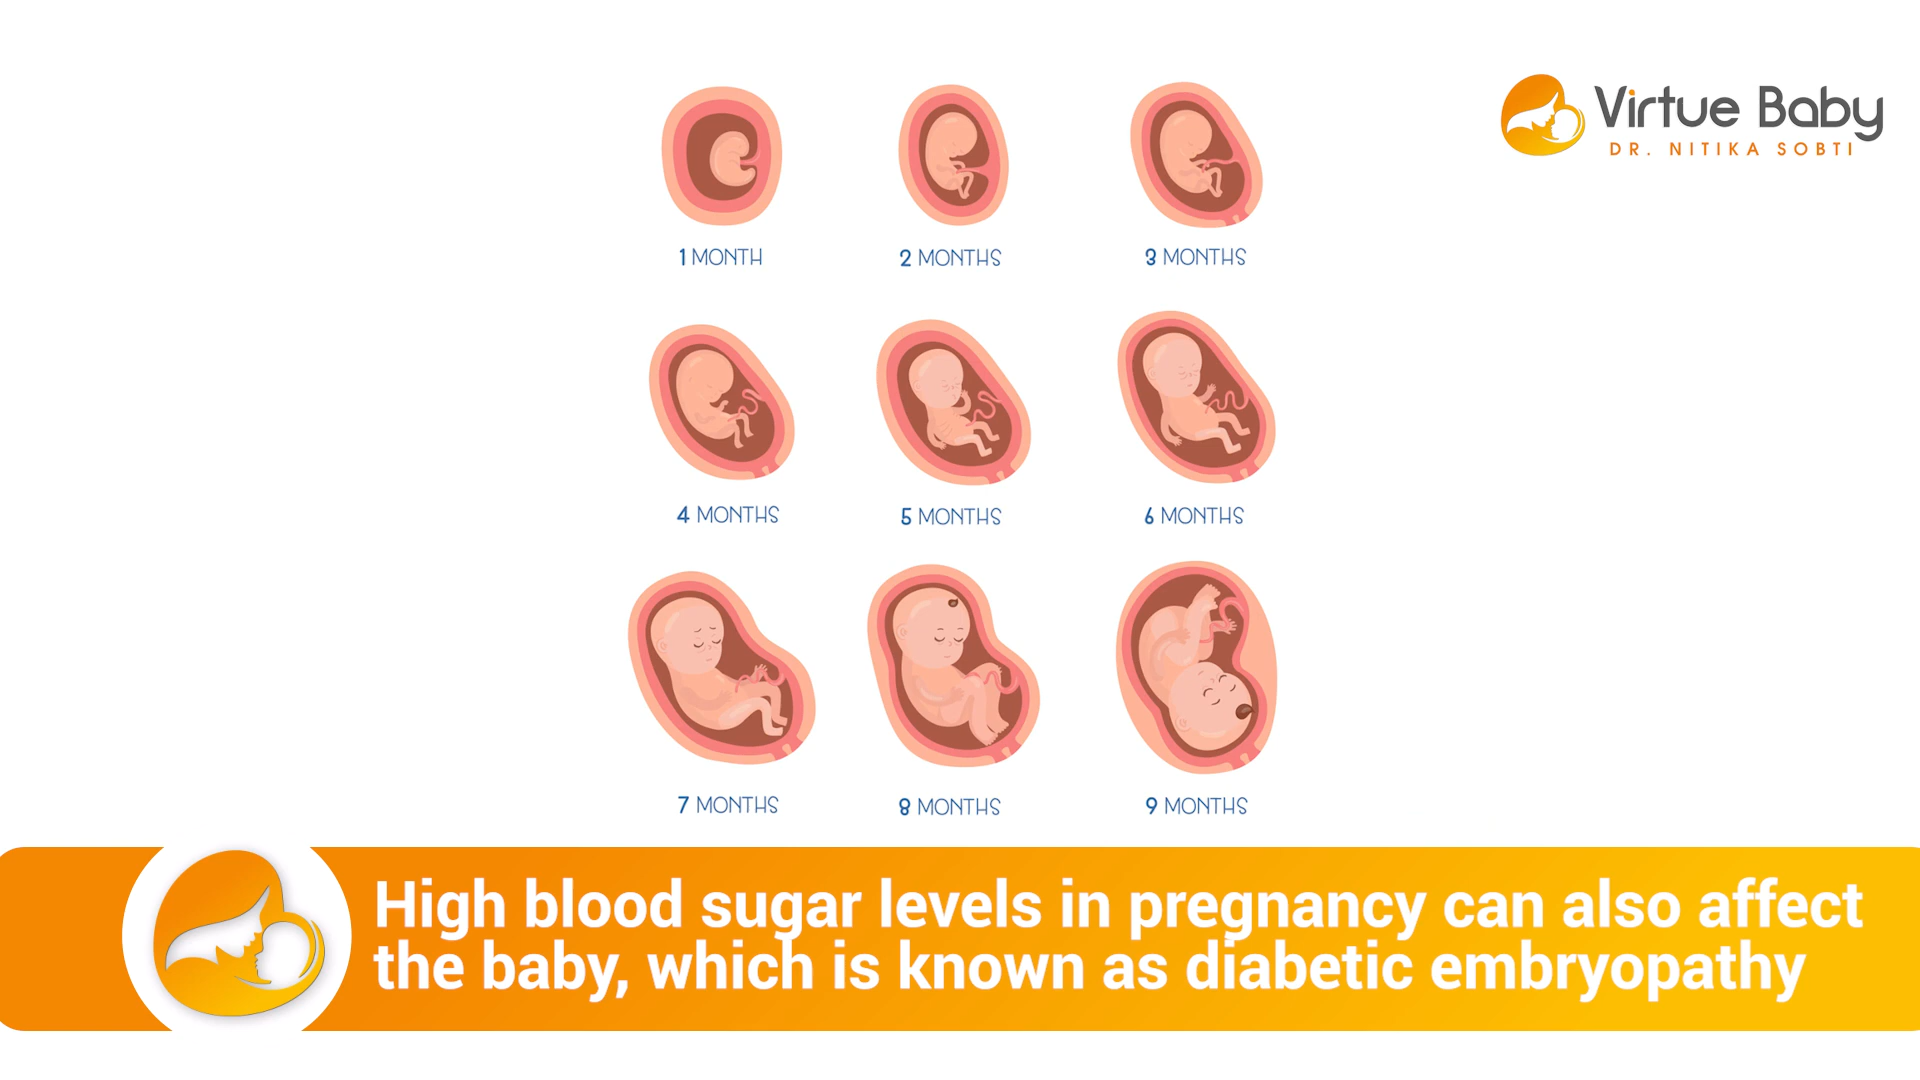 Virtue Baby
DR. NITIKA SOBTI
1 MONTH
2 MONTHS
3 MONTHS
4 MONTHS
5 MONTHS
6 MONTHS
7 MONTHS
8 MONTHS
9 MONTHS
High blood sugar levels in pregnancy can also affect
the baby, which is known as diabetic embryopathy